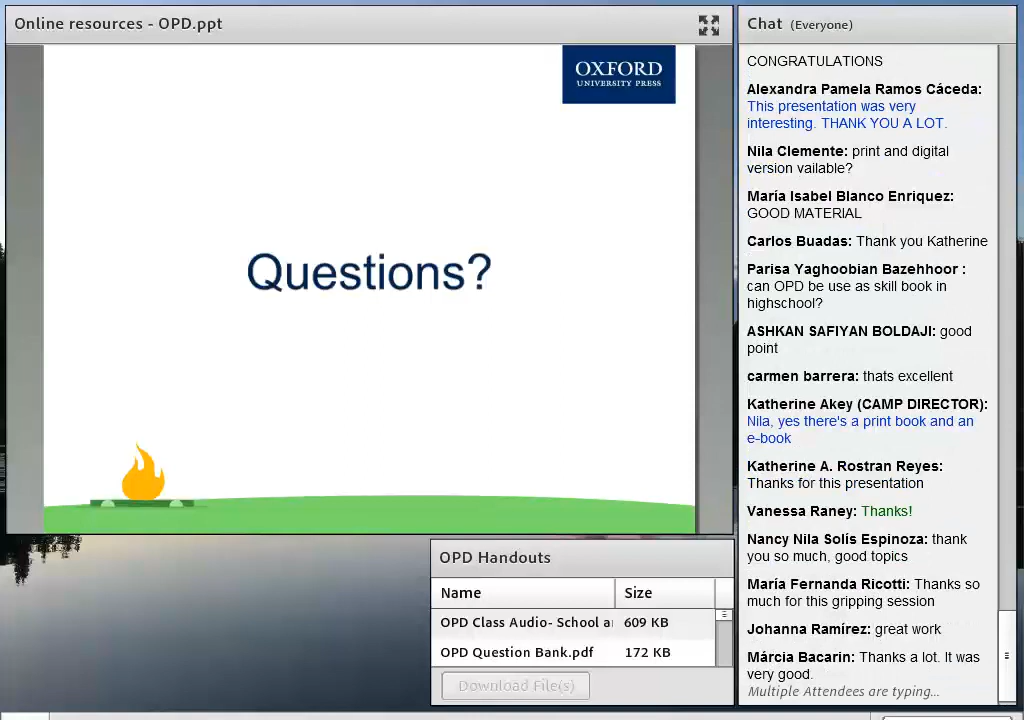 Online resources - OPD.ppt
OXFORD
UNIVERSITY PRESS
Questions?
OPD Handouts
Name Size
OPD Class Audio- School a 609 KB
OPD Question Bank.pdf 172 KB
Download File(s)
Chat (Everyone)
CONGRATULATIONS
Alexandra Pamela Ramos Cáceda:
This presentation was very
interesting. THANK YOU A LOT.
Nila Clemente: print and digital
version vailable?
María Isabel Blanco Enriquez:
GOOD MATERIAL
Carlos Buadas: Thank you Katherine
Parisa Yaghoobian Bazehhoor :
can OPD be use as skill book in
highschool?
ASHKAN SAFIYAN BOLDAJI: good
point
carmen barrera: thats excellent
Katherine Akey (CAMP DIRECTOR):
Nila, yes there's a print book and an
e-book
Katherine A. Rostran Reyes:
Thanks for this presentation
Vanessa Raney: Thanks!
Nancy Nila Solís Espinoza: thank
you so much, good topics
María Fernanda Ricotti: Thanks so
much for this gripping session
Johanna Ramírez: great work
Márcia Bacarin: Thanks a lot. It was
very good.
Multiple Attendees are typing...